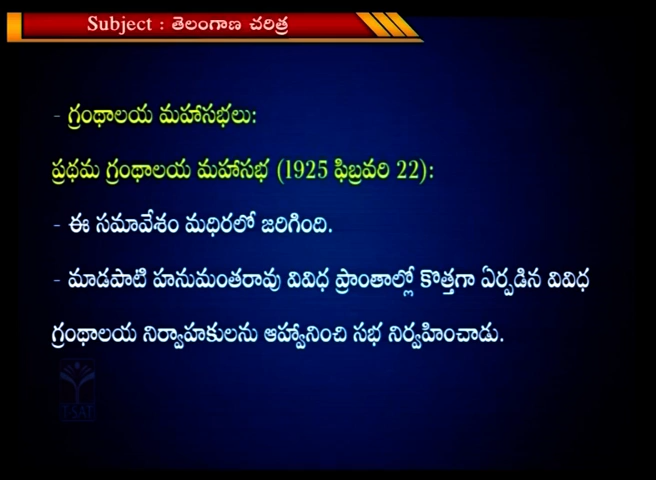 Subject : తెలంగాణ చరిత్ర
- గ్రంథాలయ మహాసభలు:
ప్రథమ గ్రంథాలయ మహాసభ (1925 ఫిబ్రవరి 22):
- ఈ సమావేశం మధిరలో జరిగింది.
- మాడపాటి హనుమంతరావు వివిధ ప్రాంతాల్లో కొత్తగా ఏర్పడిన వివిధ
గ్రంథాలయ నిర్వాహకులను ఆహ్వానించి సభ నిర్వహించాడు.
T-SAT